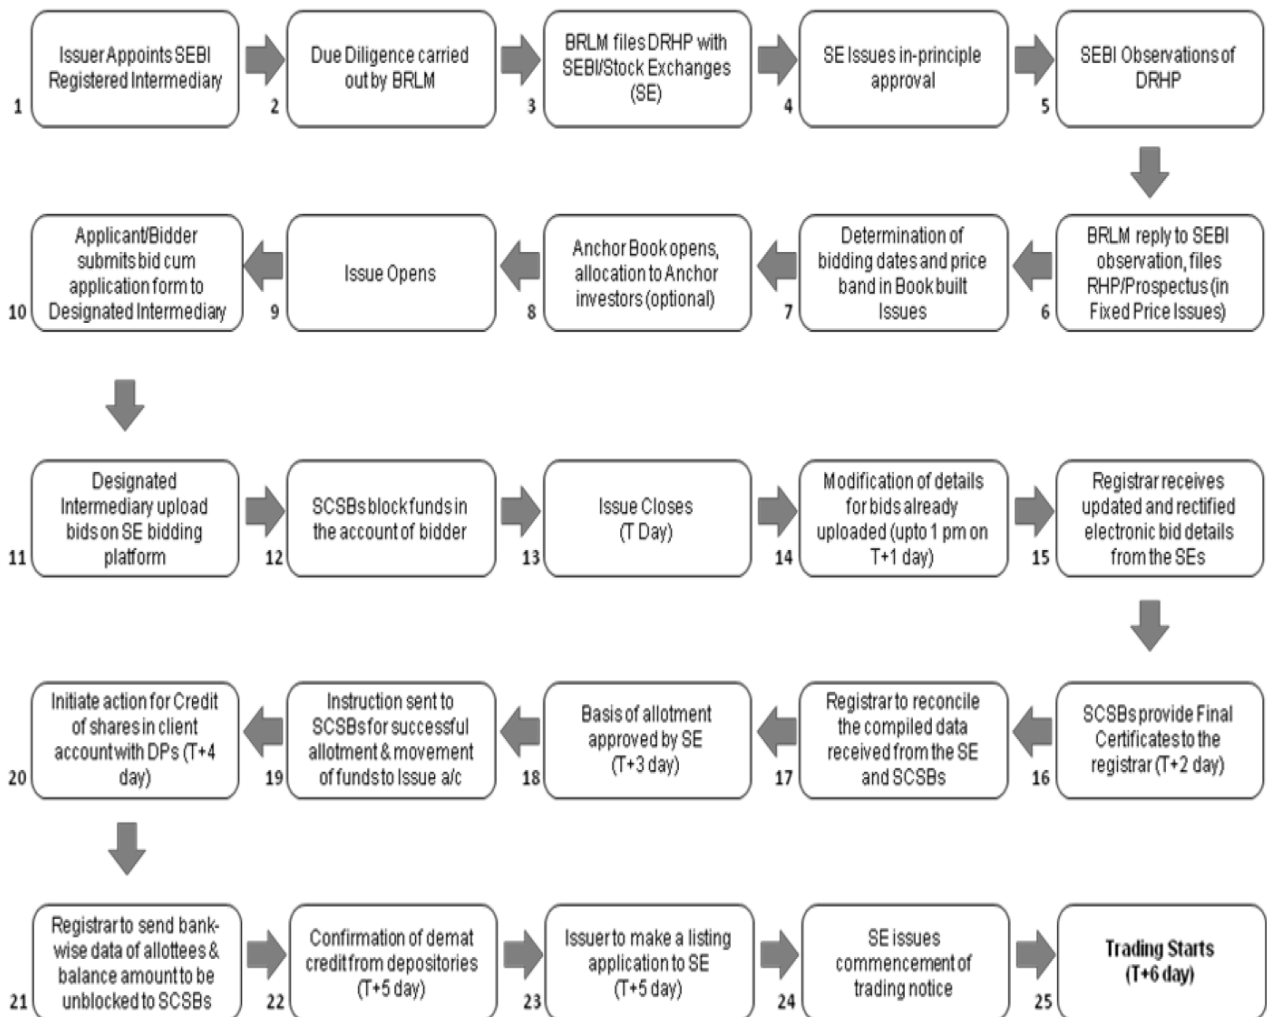 Issuer Appoints SEBI
Registered Intermediary
1
Due Diligence carried
out by BRLM
2
BRLM files DRHP with
SEBI/Stock Exchanges
(SE)
3
SE Issues in-principle
approval
4
SEBI Observations of
DRHP
5
BRLM reply to SEBI
observation, files
RHP/Prospectus (in
Fixed Price Issues)
6
Determination of
bidding dates and price
band in Book built
Issues
7
Anchor Book opens,
allocation to Anchor
investors (optional)
8
Issue Opens
9
Applicant/Bidder
submits bid cum
application form to
Designated Intermediary
10
Designated
Intermediary upload
bids on SE bidding
platform
11
SCSBs block funds in
the account of bidder
12
Issue Closes
(T Day)
13
Modification of details
for bids already
uploaded (upto 1 pm on
T+1 day)
14
Registrar receives
updated and rectified
electronic bid details
from the SEs
15
SCSBs provide Final
Certificates to the
registrar (T+2 day)
16
Registrar to reconcile
the compiled data
received from the SE
and SCSBs
17
Basis of allotment
approved by SE
(T+3 day)
18
Instruction sent to
SCSBs for successful
allotment & movement
of funds to Issue a/c
19
Initiate action for Credit
of shares in client
account with DPs (T+4
day)
20
Registrar to send bank-
wise data of allottees &
balance amount to be
unblocked to SCSBs
21
Confirmation of demat
credit from depositories
(T+5 day)
22
Issuer to make a listing
application to SE
(T+5 day)
23
SE issues
commencement of
trading notice
24
Trading Starts
(T+6 day)
25